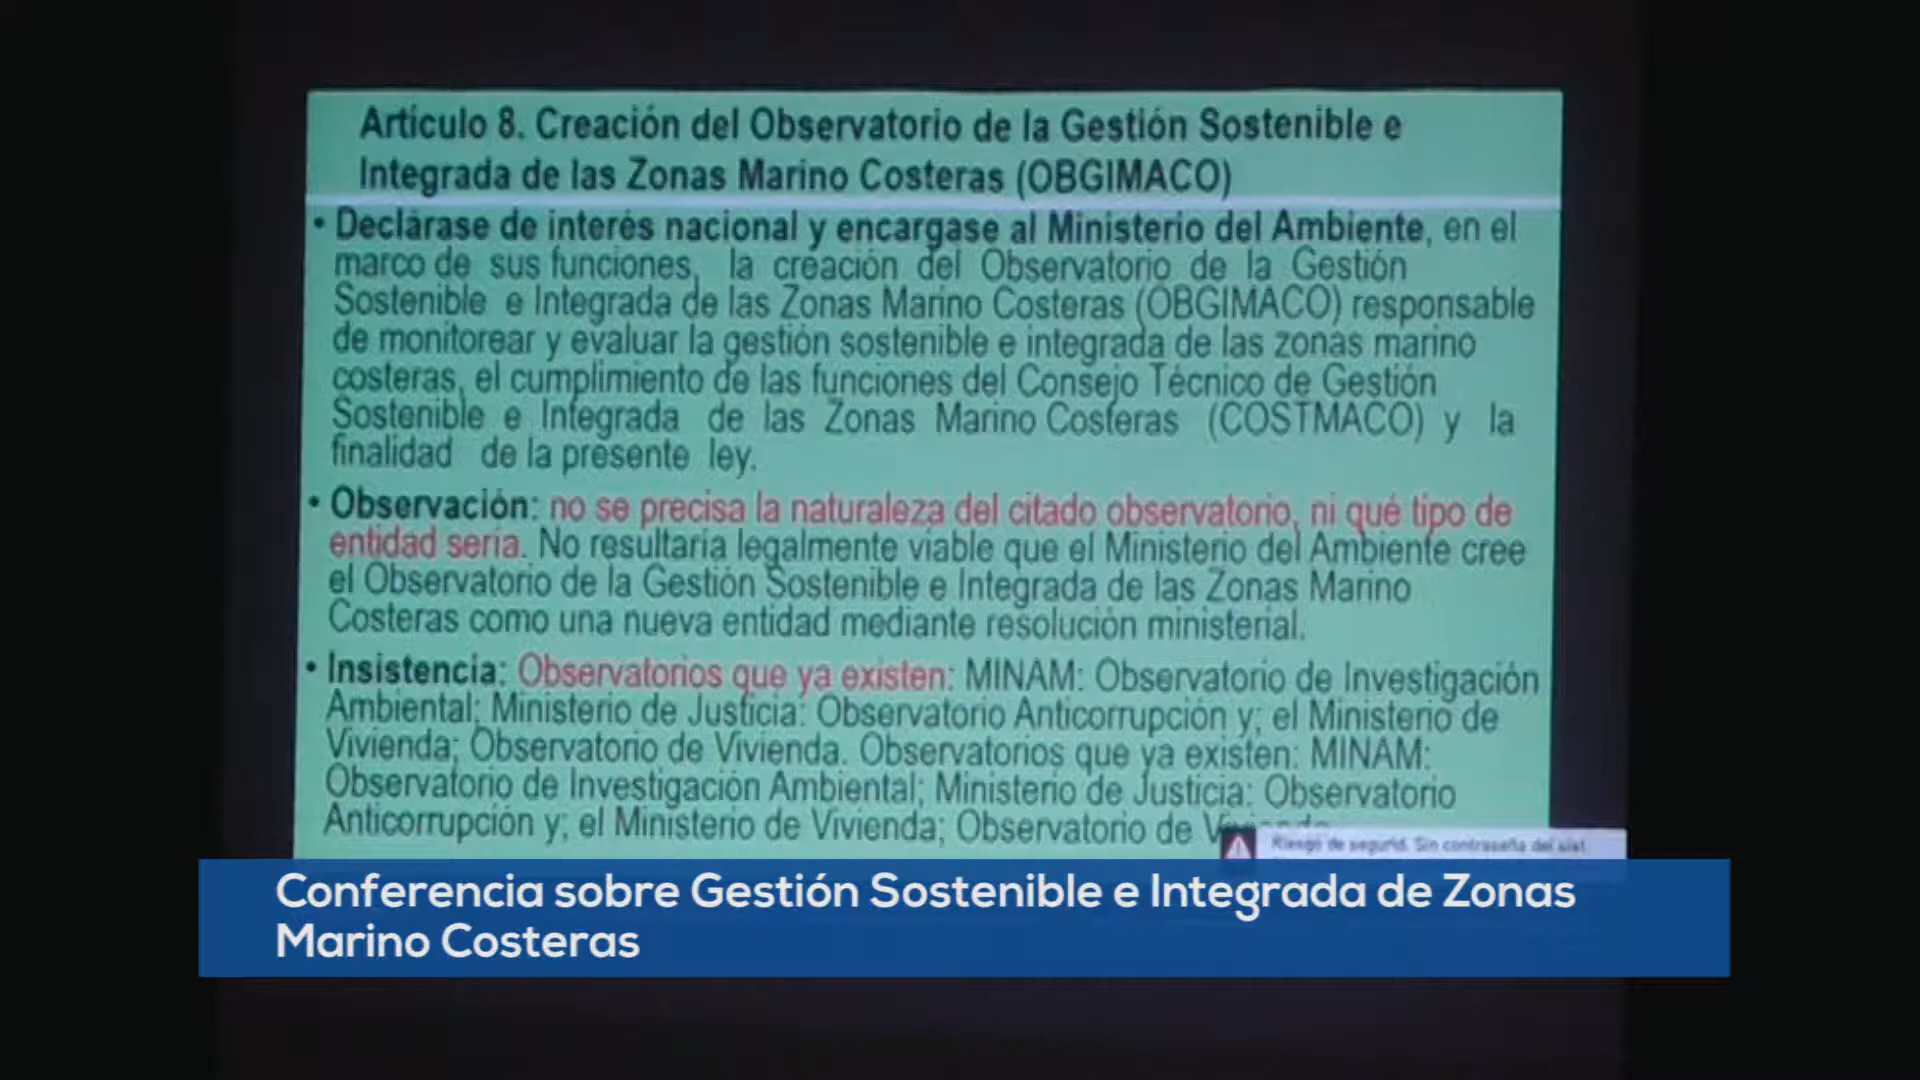 Artículo 8. Creación del Observatorio de la Gestión Sostenible e
Integrada de las Zonas Marino Costeras (OBGIMACO)
• Declárase de interés nacional y encárgase al Ministerio del Ambiente, en el
marco de sus funciones, la creación del Observatorio de la Gestión
Sostenible e Integrada de las Zonas Marino Costeras (OBGIMACO) responsable
de monitorear y evaluar la gestión sostenible e integrada de las zonas marino
costeras, el cumplimiento de las funciones del Consejo Técnico de Gestión
Sostenible e Integrada de las Zonas Marino Costeras (COSTMACO) y la
finalidad de la presente ley.
• Observación: no se precisa la naturaleza del citado observatorio, ni qué tipo de
entidad sería. No resultaría legalmente viable que el Ministerio del Ambiente cree
el Observatorio de la Gestión Sostenible e Integrada de las Zonas Marino
Costeras como una nueva entidad mediante resolución ministerial.
• Insistencia: Observatorios que ya existen: MINAM: Observatorio de Investigación
Ambiental; Ministerio de Justicia: Observatorio Anticorrupción y; el Ministerio de
Vivienda; Observatorio de Vivienda. Observatorios que ya existen: MINAM:
Observatorio de Investigación Ambiental; Ministerio de Justicia: Observatorio
Anticorrupción y; el Ministerio de Vivienda; Observatorio de
Riesgo de segurid. Sin contraseña del sist.
Conferencia sobre Gestión Sostenible e Integrada de Zonas
Marino Costeras